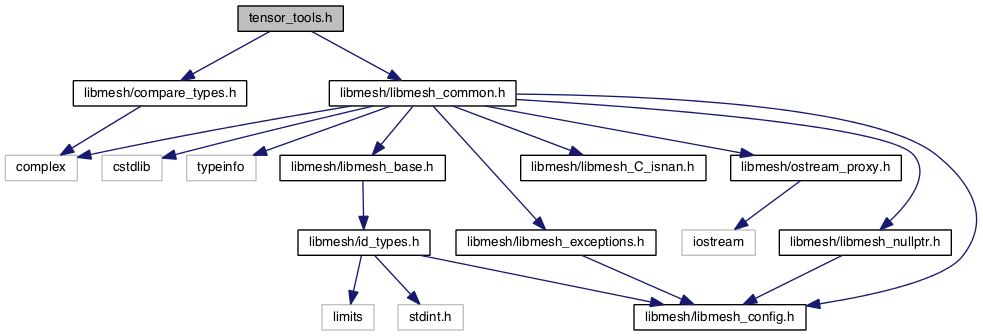 tensor_tools.h
libmesh/compare_types.h
libmesh/libmesh_common.h
complex
cstdlib
typeinfo
libmesh/libmesh_base.h
libmesh/libmesh_C_isnan.h
libmesh/ostream_proxy.h
libmesh/id_types.h
libmesh/libmesh_exceptions.h
iostream
libmesh/libmesh_nullptr.h
limits
stdint.h
libmesh/libmesh_config.h